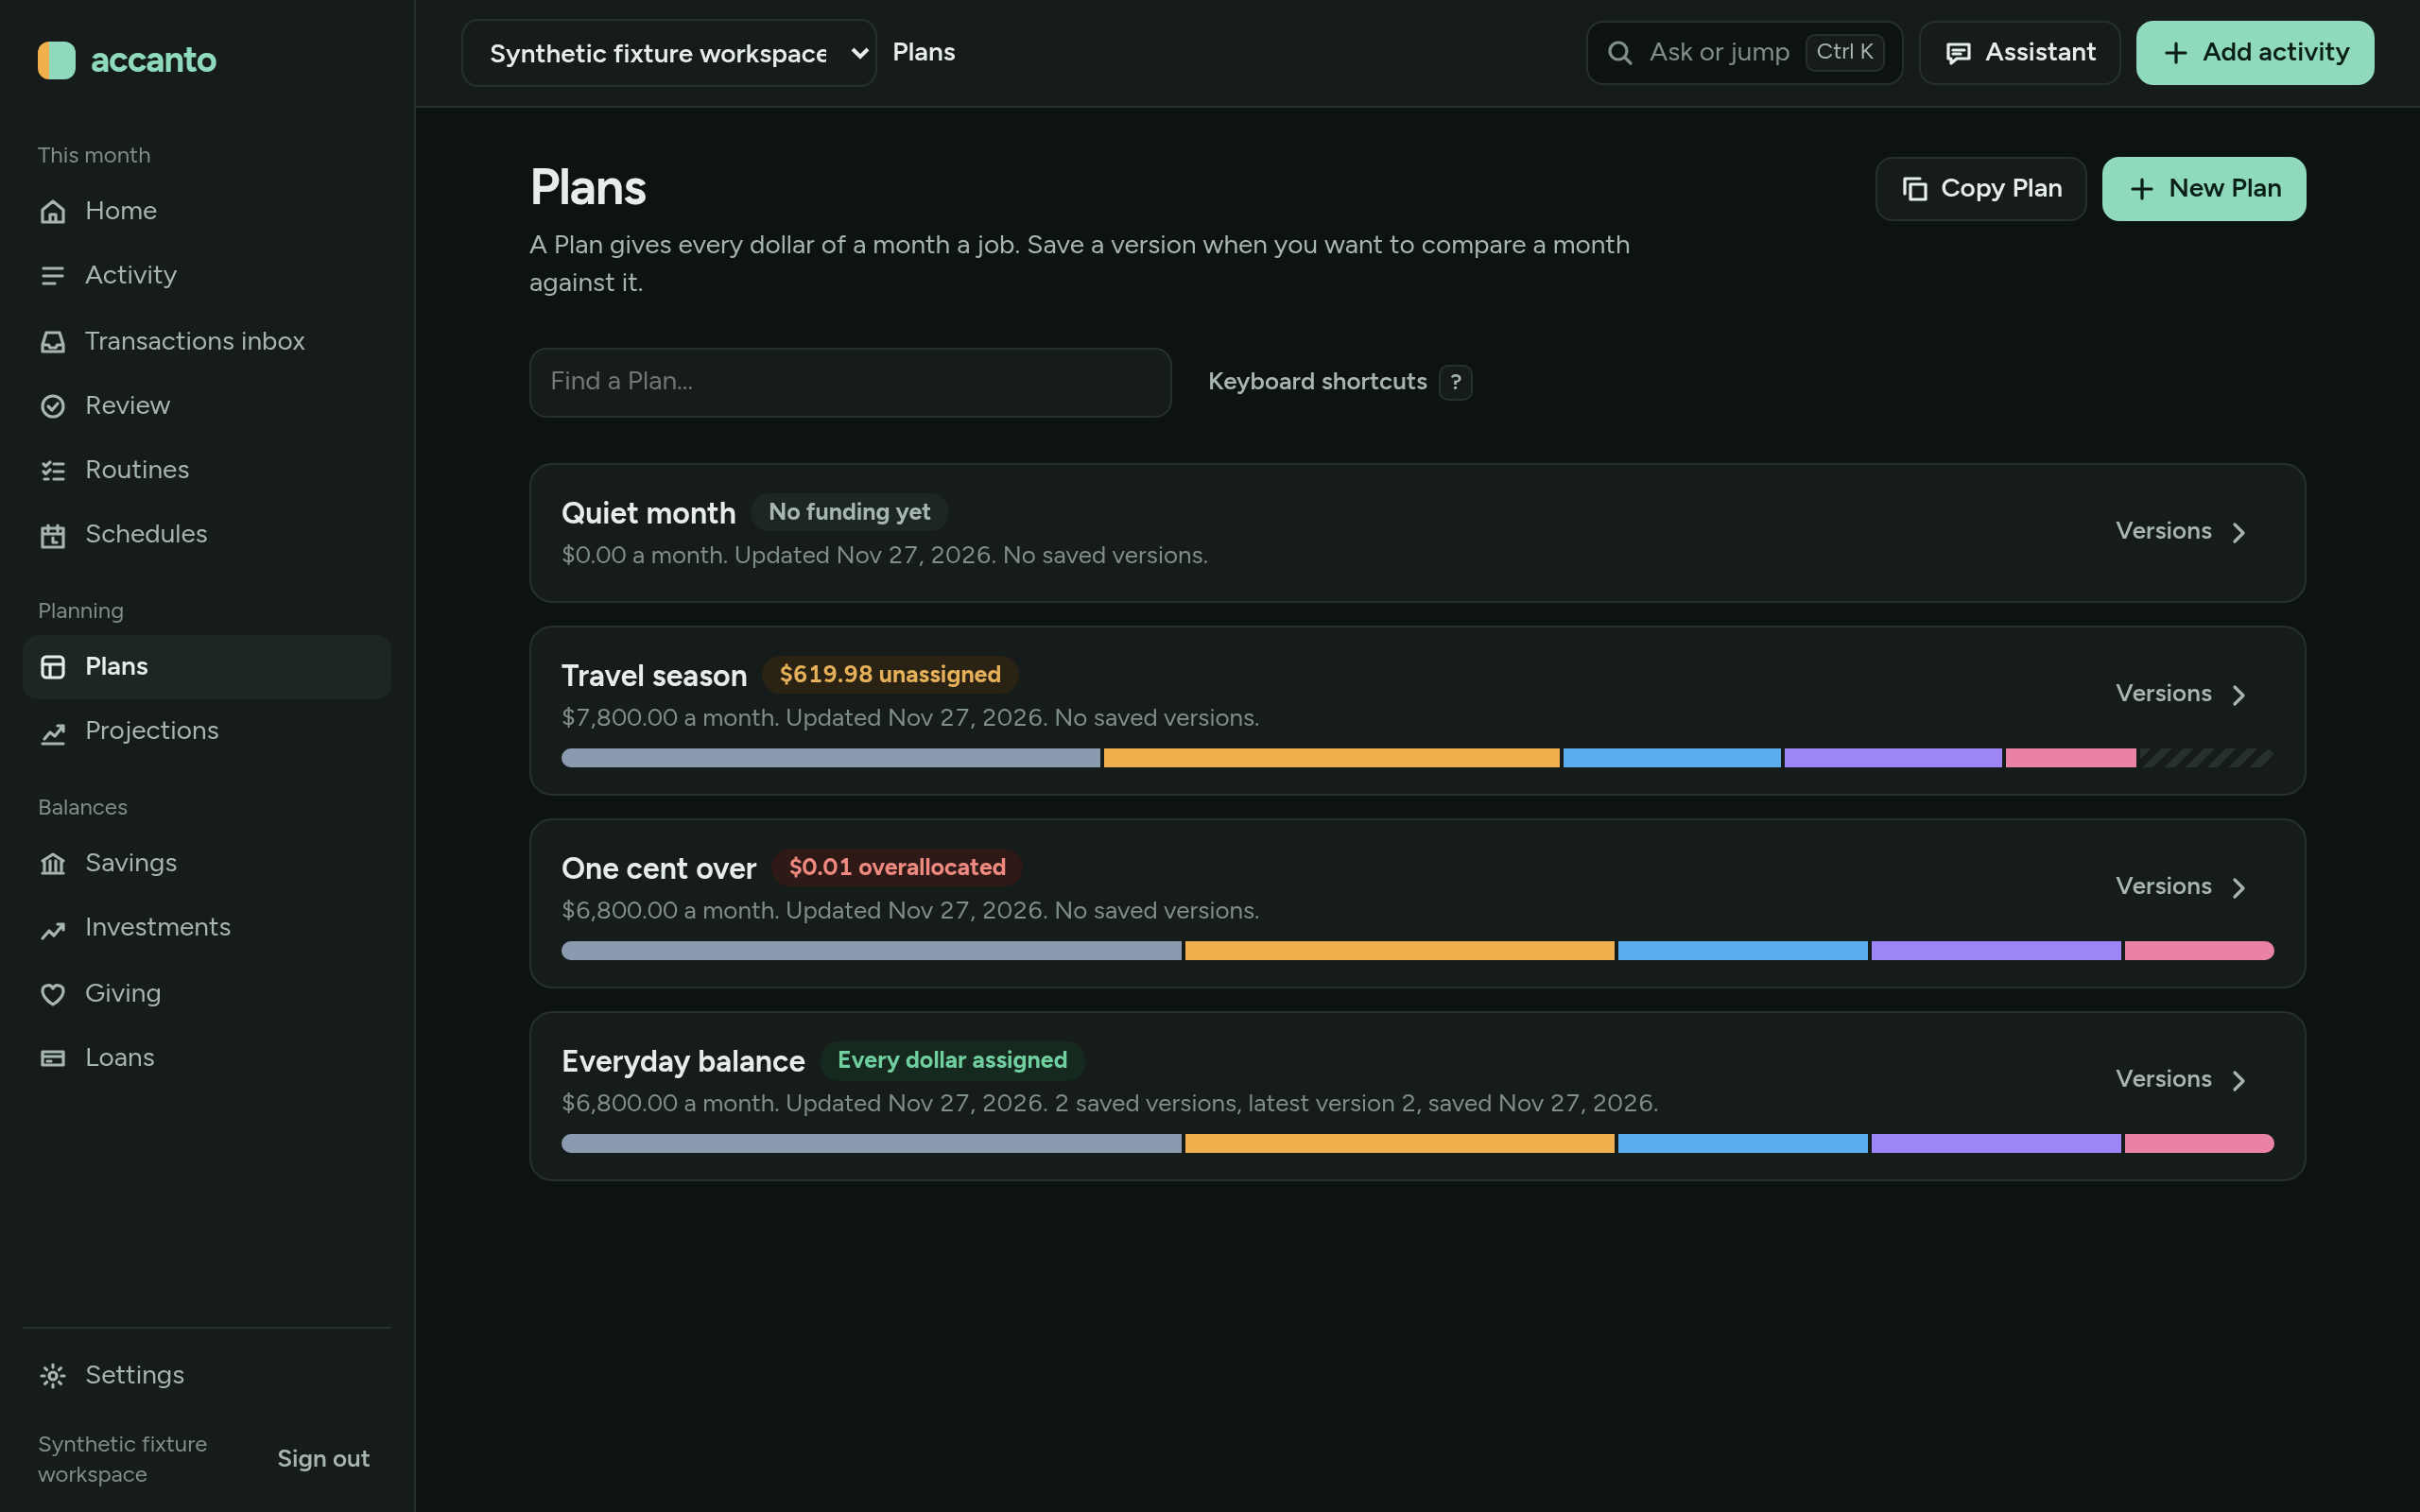 accanto
This month
Home
Activity
Transactions inbox
Review
Routines
Schedules
Planning
Plans
Projections
Balances
Savings
Investments
Giving
Loans
Settings
Synthetic fixture
workspace
Sign out
Synthetic fixture workspace
Plans
Ask or jump
Ctrl K
Assistant
Add activity
Plans
Copy Plan
New Plan
A Plan gives every dollar of a month a job. Save a version when you want to compare a month
against it.
Find a Plan...
Keyboard shortcuts ?
Quiet month No funding yet
$0.00 a month. Updated Nov 27, 2026. No saved versions.
Versions
Travel season $619.98 unassigned
$7,800.00 a month. Updated Nov 27, 2026. No saved versions.
Versions
One cent over $0.01 overallocated
$6,800.00 a month. Updated Nov 27, 2026. No saved versions.
Versions
Everyday balance Every dollar assigned
$6,800.00 a month. Updated Nov 27, 2026. 2 saved versions, latest version 2, saved Nov 27, 2026.
Versions